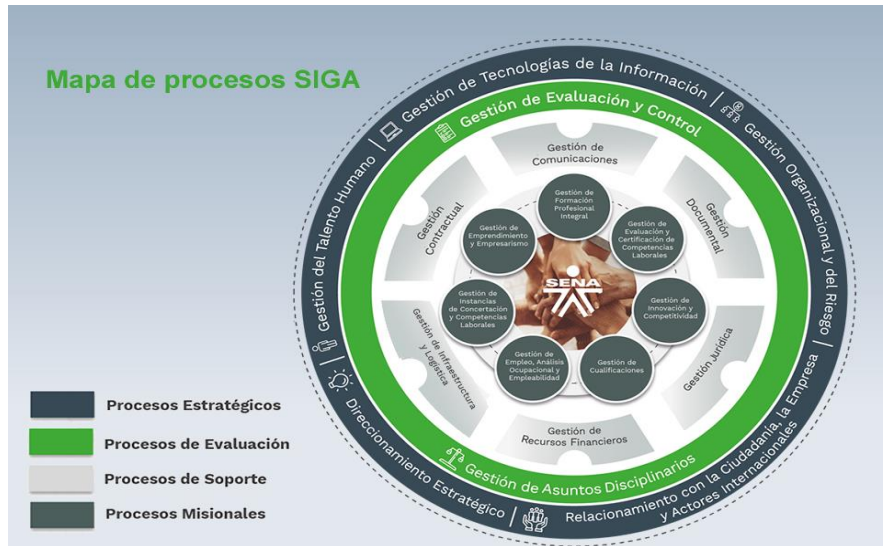 Mapa de procesos SIGA
Gestión de Tecnologías de la Información
Gestión Organizacional y del Riesgo
Relacionamiento con la Ciudadanía, la Empresa
y Actores Internacionales
Direccionamiento Estratégico
Gestión del Talento Humano
Gestión de Evaluación y Control
Gestión de Asuntos Disciplinarios
Gestión de
Comunicaciones
Gestión
Documental
Gestión Jurídica
Gestión de
Recursos Financieros
Gestión de Infraestructura
y Logística
Gestión
Contractual
Gestión de
Formación
Profesional
Integral
Gestión de
Evaluación y
Certificación de
Competencias
Laborales
Gestión de
Innovación y
Competitividad
Gestión de
Cualificaciones
Gestión de
Empleo, Análisis
Ocupacional y
Empleabilidad
Gestión de
Instancias
de Concertación
y Competencias
Laborales
Gestión de
Emprendimiento
y Empresarismo
SENA
Procesos Estratégicos
Procesos de Evaluación
Procesos de Soporte
Procesos Misionales